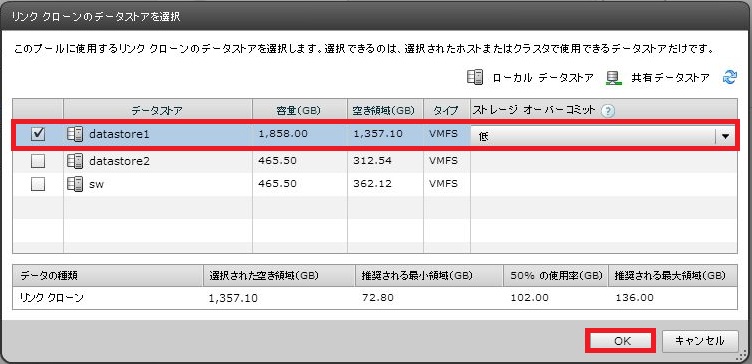 リンク クローンのデータストアを選択
このプールに使用するリンク クローンのデータストアを選択します。選択できるのは、選択されたホストまたはクラスタで使用できるデータストアだけです。
ローカル データストア 共有データストア
データストア 容量(GB) 空き領域(GB) タイプ ストレージ オーバーコミット ?
datastore1 1,858.00 1,357.10 VMFS 低
datastore2 465.50 312.54 VMFS
sw 465.50 362.12 VMFS
データの種類 選択された空き領域(GB) 推奨される最小領域(GB) 50% の使用率(GB) 推奨される最大領域(GB)
リンク クローン 1,357.10 72.80 102.00 136.00
OK キャンセル